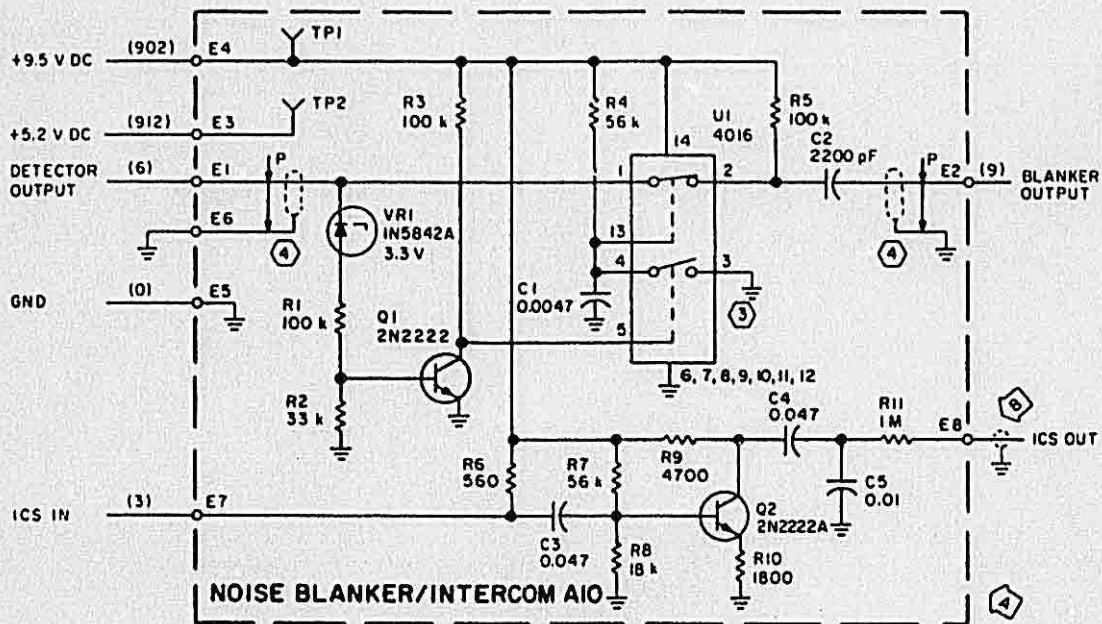 +9.5 V DC (902) E4 TP1
+5.2 V DC (912) E3 TP2
DETECTOR OUTPUT (6) E1 P
E6
4
GND (0) E5
VR1
1N5842A
3.3 V
R1
100 k
R2
33 k
Q1
2N2222
R3
100 k
R4
56 k
C1
0.0047
U1
4016
14
1
2
13
4
3
5
6, 7, 8, 9, 10, 11, 12
3
R5
100 k
C2
2200 pF
P
E2 (9) BLANKER OUTPUT
4
ICS IN (3) E7
R6
560
C3
0.047
R7
56 k
R8
18 k
R9
4700
Q2
2N2222A
R10
1800
C4
0.047
C5
0.01
R11
1M
E8
8
ICS OUT
NOISE BLANKER/INTERCOM A10
4